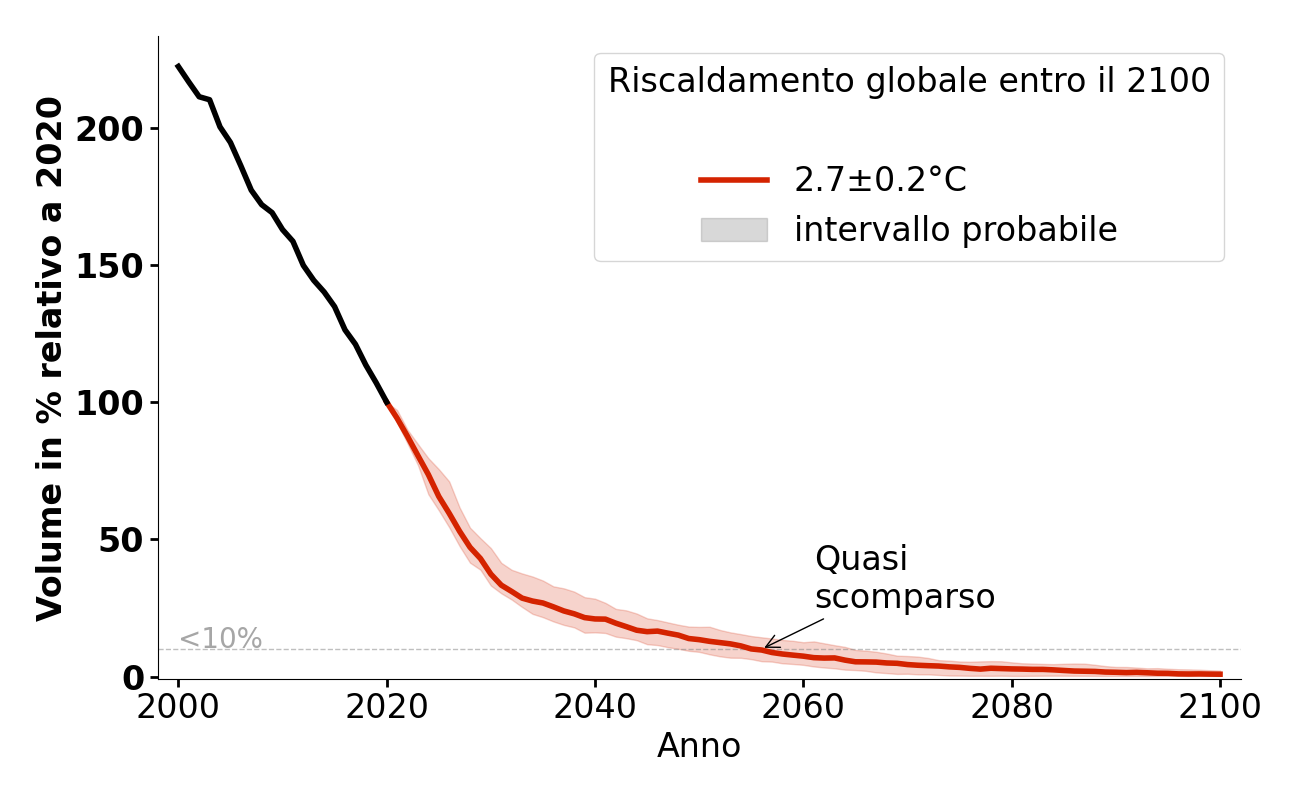 Riscaldamento globale entro il 2100
2.7±0.2°C
intervallo probabile
Volume in % relativo a 2020
200
150
100
50
0
Quasi
scomparso
<10%
2000
2020
2040
2060
2080
2100
Anno